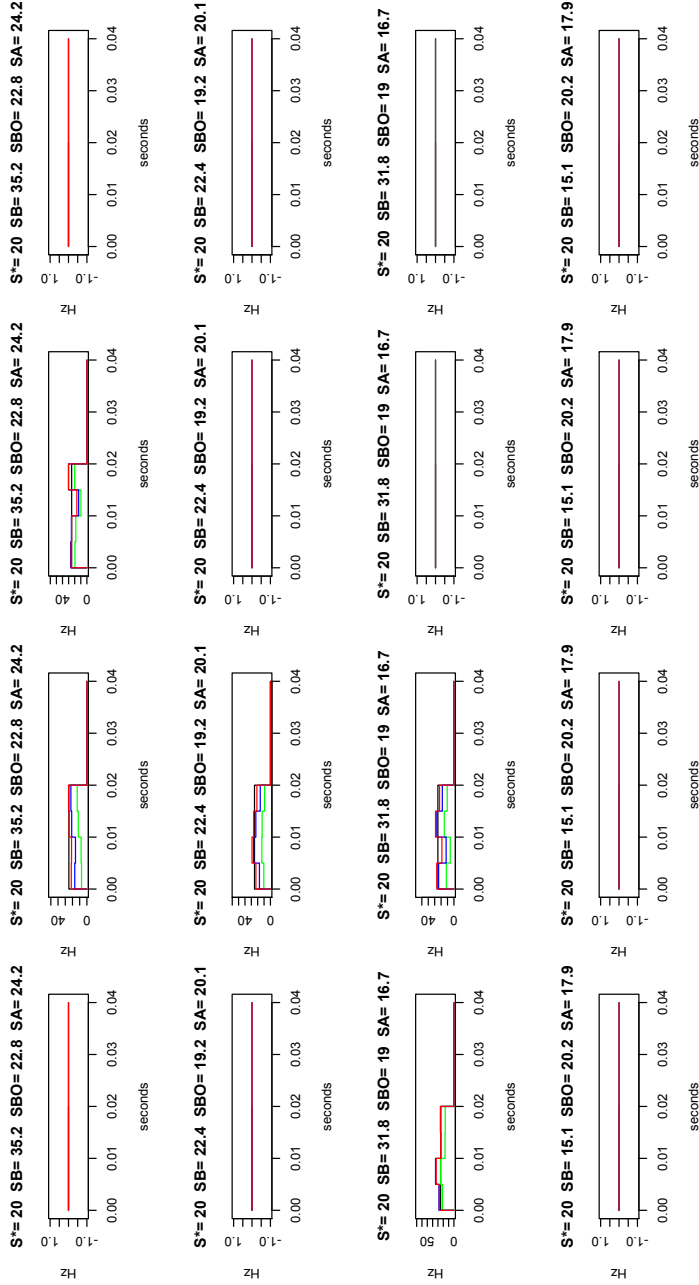 S*= 20 SB= 35.2 SBO= 22.8 SA= 24.2
Hz
-1.0 1.0
0.00 0.01 0.02 0.03 0.04
seconds
S*= 20 SB= 35.2 SBO= 22.8 SA= 24.2
Hz
0 40
0.00 0.01 0.02 0.03 0.04
seconds
S*= 20 SB= 35.2 SBO= 22.8 SA= 24.2
Hz
0 40
0.00 0.01 0.02 0.03 0.04
seconds
S*= 20 SB= 35.2 SBO= 22.8 SA= 24.2
Hz
-1.0 1.0
0.00 0.01 0.02 0.03 0.04
seconds
S*= 20 SB= 22.4 SBO= 19.2 SA= 20.1
Hz
-1.0 1.0
0.00 0.01 0.02 0.03 0.04
seconds
S*= 20 SB= 22.4 SBO= 19.2 SA= 20.1
Hz
0 40
0.00 0.01 0.02 0.03 0.04
seconds
S*= 20 SB= 22.4 SBO= 19.2 SA= 20.1
Hz
-1.0 1.0
0.00 0.01 0.02 0.03 0.04
seconds
S*= 20 SB= 22.4 SBO= 19.2 SA= 20.1
Hz
-1.0 1.0
0.00 0.01 0.02 0.03 0.04
seconds
S*= 20 SB= 31.8 SBO= 19 SA= 16.7
Hz
0 50
0.00 0.01 0.02 0.03 0.04
seconds
S*= 20 SB= 31.8 SBO= 19 SA= 16.7
Hz
0 40
0.00 0.01 0.02 0.03 0.04
seconds
S*= 20 SB= 31.8 SBO= 19 SA= 16.7
Hz
-1.0 1.0
0.00 0.01 0.02 0.03 0.04
seconds
S*= 20 SB= 31.8 SBO= 19 SA= 16.7
Hz
-1.0 1.0
0.00 0.01 0.02 0.03 0.04
seconds
S*= 20 SB= 15.1 SBO= 20.2 SA= 17.9
Hz
-1.0 1.0
0.00 0.01 0.02 0.03 0.04
seconds
S*= 20 SB= 15.1 SBO= 20.2 SA= 17.9
Hz
-1.0 1.0
0.00 0.01 0.02 0.03 0.04
seconds
S*= 20 SB= 15.1 SBO= 20.2 SA= 17.9
Hz
-1.0 1.0
0.00 0.01 0.02 0.03 0.04
seconds
S*= 20 SB= 15.1 SBO= 20.2 SA= 17.9
Hz
-1.0 1.0
0.00 0.01 0.02 0.03 0.04
seconds